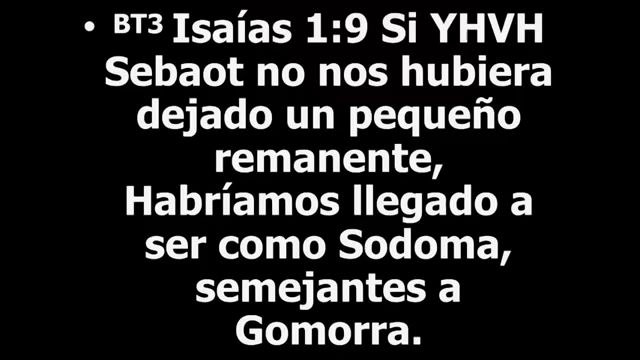 • BT3 Isaías 1:9 Si YHVH
Sebaot no nos hubiera
dejado un pequeño
remanente,
Habríamos llegado a
ser como Sodoma,
semejantes a
Gomorra.